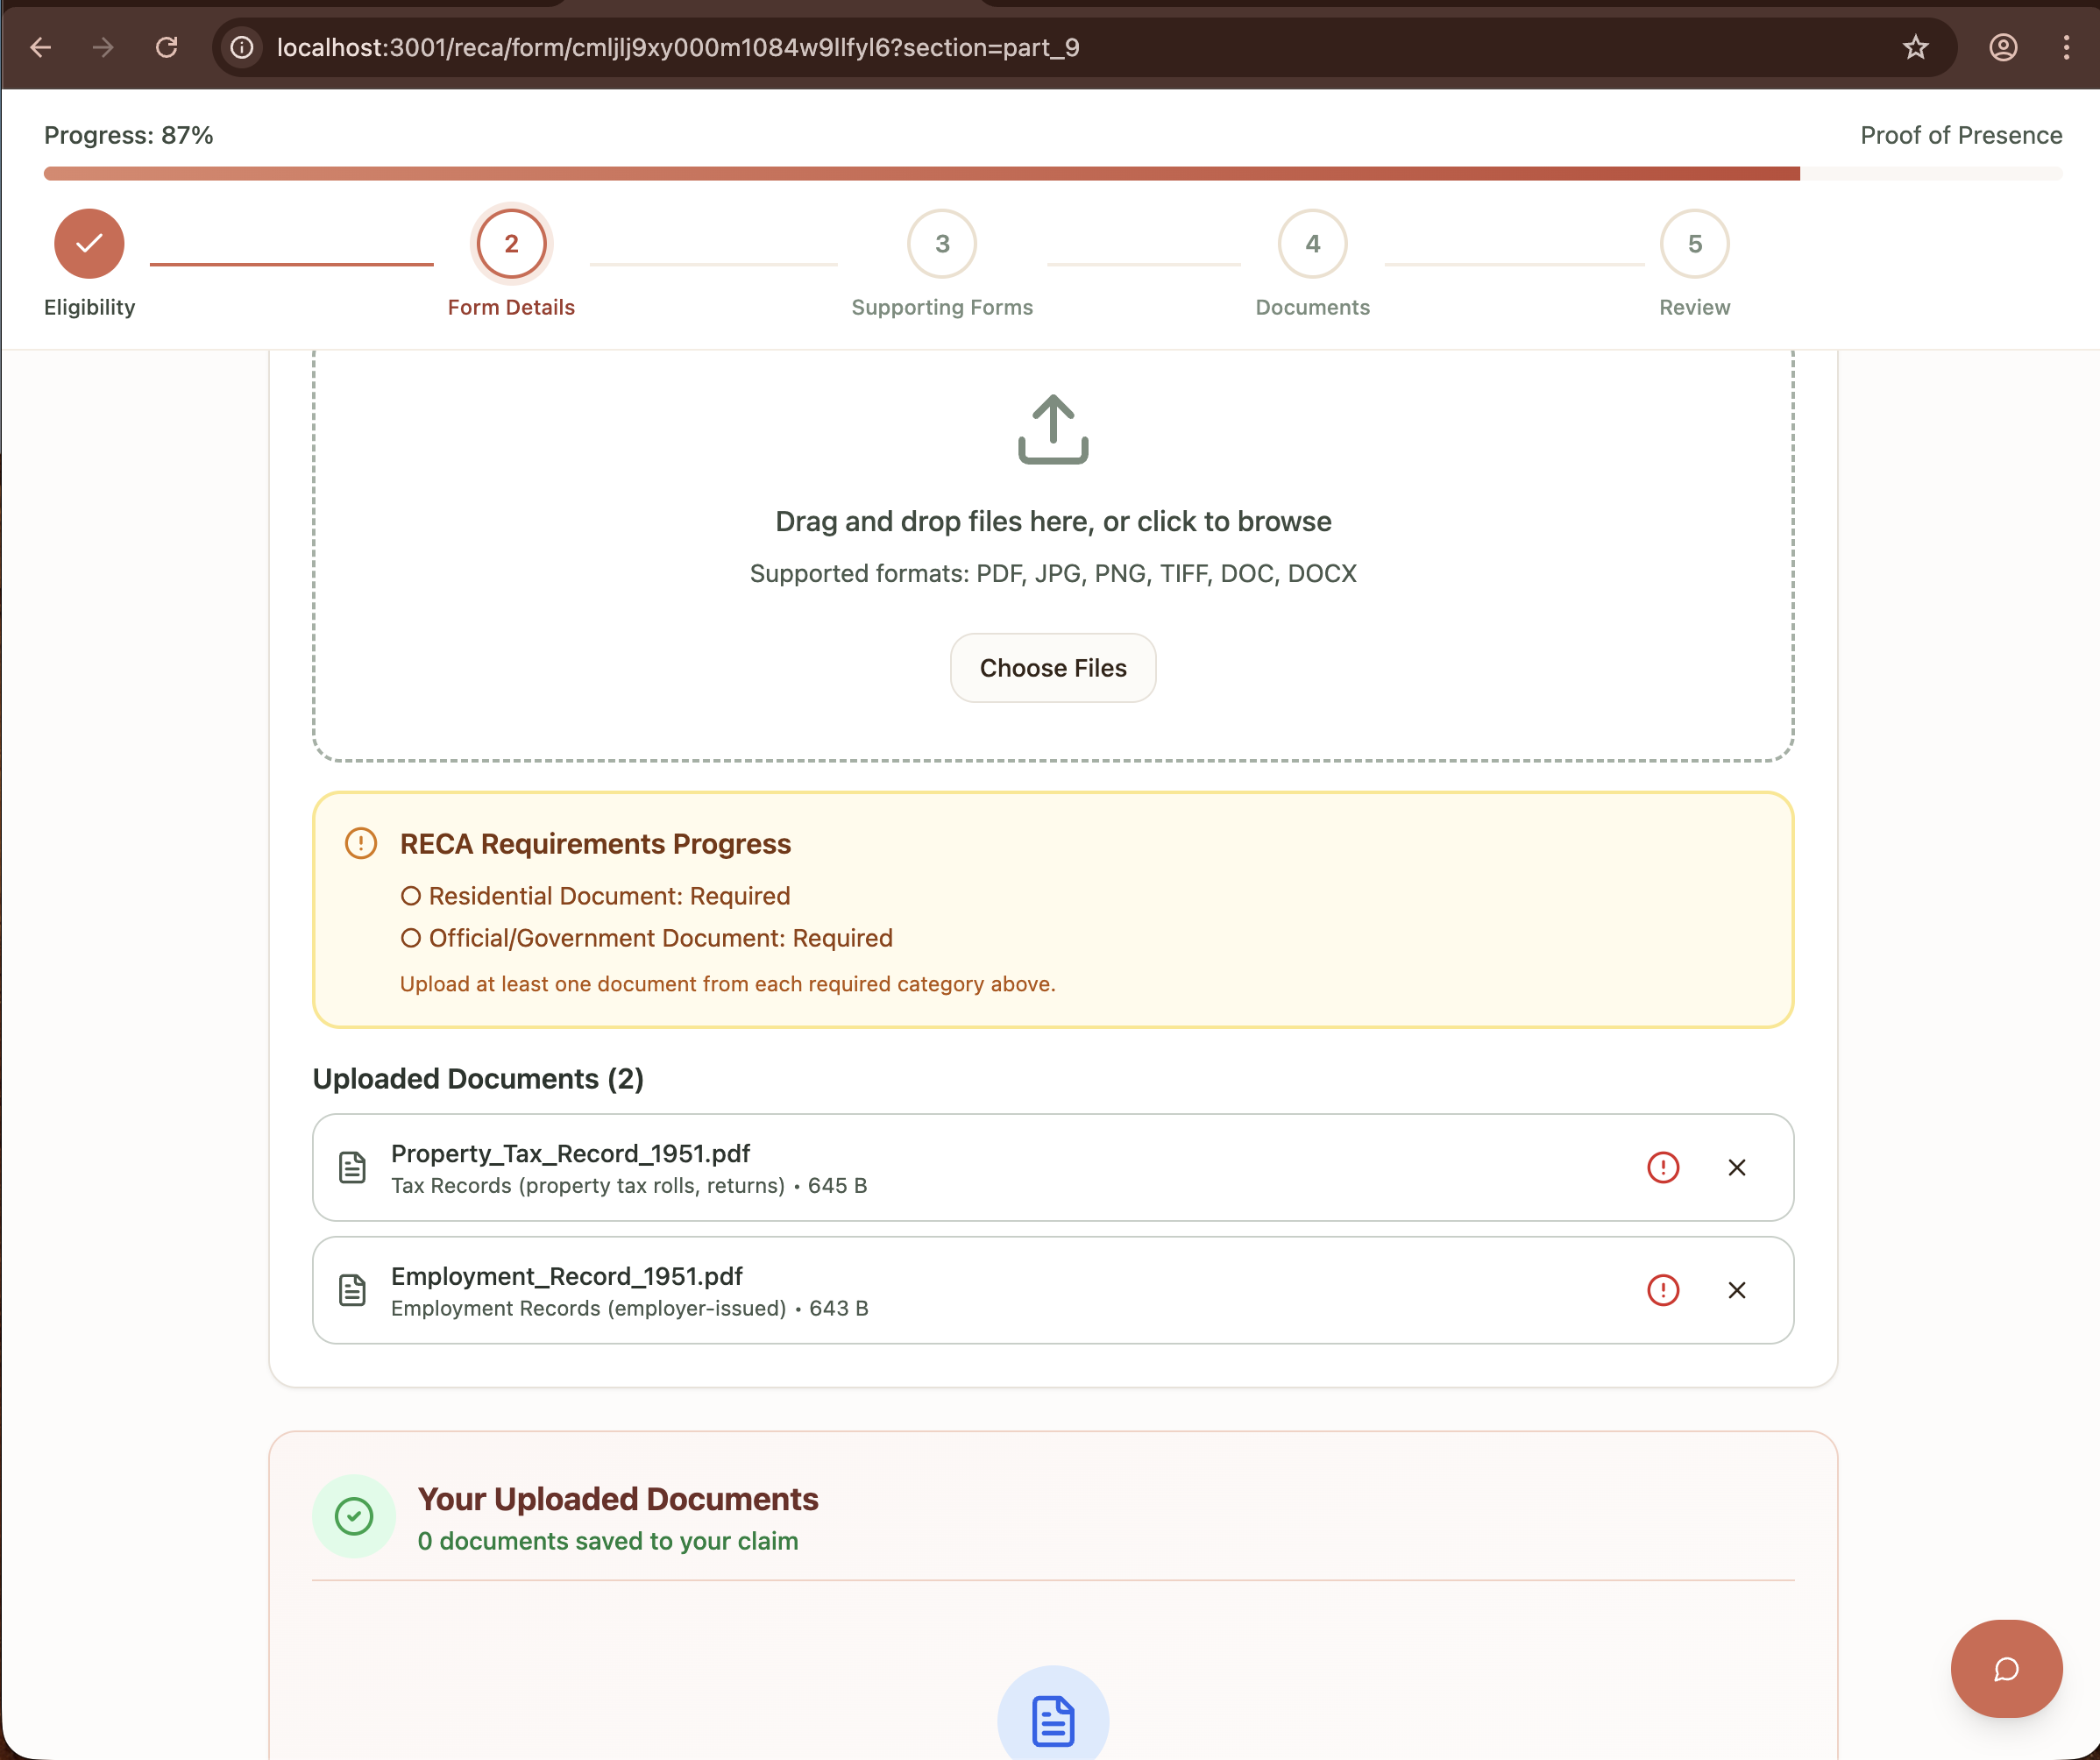 localhost:3001/reca/form/cmljlj9xy000m1084w9llfyl6?section=part_9
Progress: 87%
Proof of Presence
2
3
4
5
Eligibility
Form Details
Supporting Forms
Documents
Review
Drag and drop files here, or click to browse
Supported formats: PDF, JPG, PNG, TIFF, DOC, DOCX
Choose Files
RECA Requirements Progress
Residential Document: Required
Official/Government Document: Required
Upload at least one document from each required category above.
Uploaded Documents (2)
Property_Tax_Record_1951.pdf
Tax Records (property tax rolls, returns) • 645 B
Employment_Record_1951.pdf
Employment Records (employer-issued) • 643 B
Your Uploaded Documents
0 documents saved to your claim